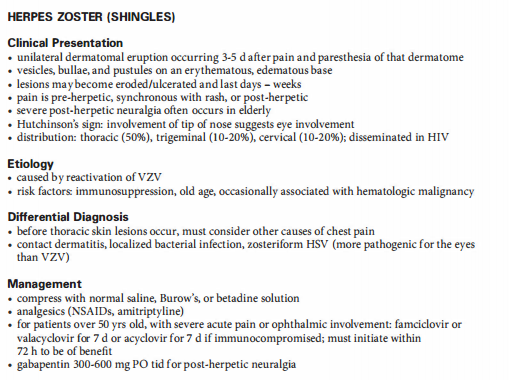 HERPES ZOSTER (SHINGLES)
Clinical Presentation
• unilateral dermatomal eruption occurring 3-5 d after pain and paresthesia of that dermatome
• vesicles, bullae, and pustules on an erythematous, edematous base
• lesions may become eroded/ulcerated and last days – weeks
• pain is pre-herpetic, synchronous with rash, or post-herpetic
• severe post-herpetic neuralgia often occurs in elderly
• Hutchinson's sign: involvement of tip of nose suggests eye involvement
• distribution: thoracic (50%), trigeminal (10-20%), cervical (10-20%); disseminated in HIV
Etiology
• caused by reactivation of VZV
• risk factors: immunosuppression, old age, occasionally associated with hematologic malignancy
Differential Diagnosis
• before thoracic skin lesions occur, must consider other causes of chest pain
• contact dermatitis, localized bacterial infection, zosteriform HSV (more pathogenic for the eyes
than VZV)
Management
• compress with normal saline, Burow's, or betadine solution
• analgesics (NSAIDs, amitriptyline)
• for patients over 50 yrs old, with severe acute pain or ophthalmic involvement: famciclovir or
valacyclovir for 7 d or acyclovir for 7 d if immunocompromised; must initiate within
72 h to be of benefit
• gabapentin 300-600 mg PO tid for post-herpetic neuralgia